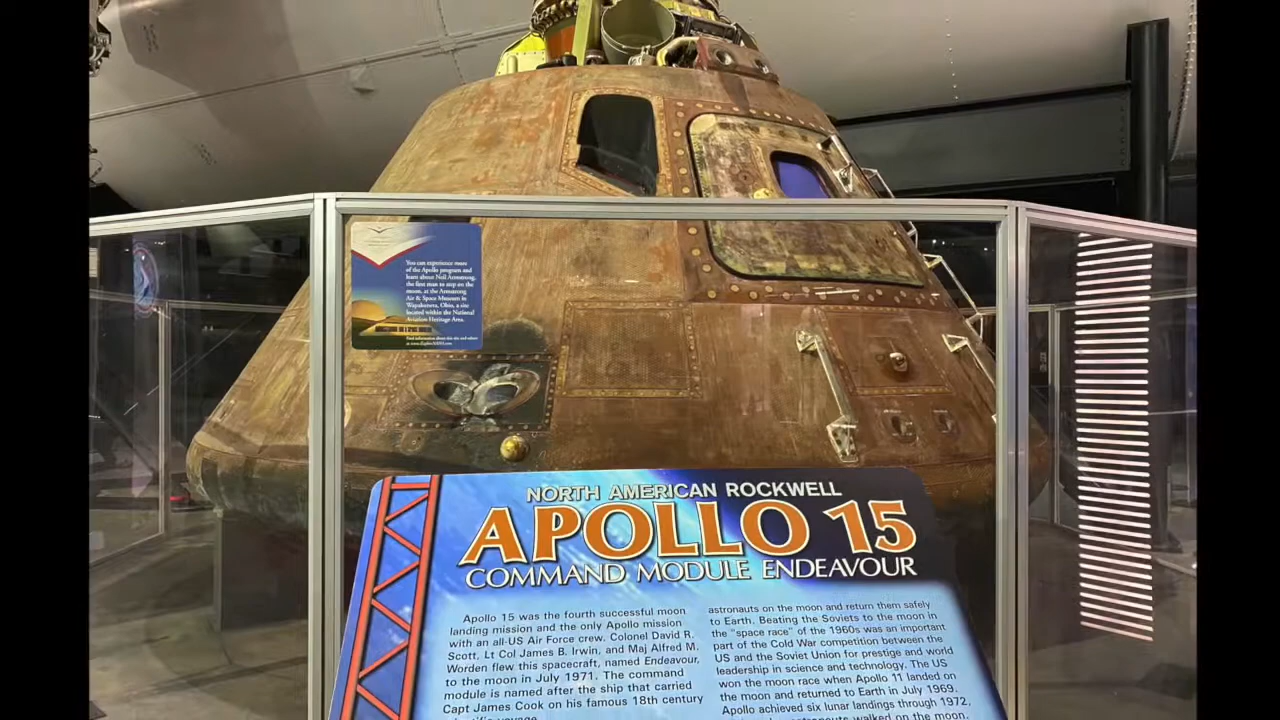 You can experience more
of the Apollo program and
learn about Neil Armstrong,
the first man to step on the
moon, at the Armstrong
Air & Space Museum in
Wapakoneta, Ohio, a site
located within the National
Aviation Heritage Area.
NORTH AMERICAN ROCKWELL
APOLLO 15
COMMAND MODULE ENDEAVOUR
Apollo 15 was the fourth successful moon
landing mission and the only Apollo mission
with an all-US Air Force crew. Colonel David R.
Scott, Lt Col James B. Irwin, and Maj Alfred M.
Worden flew this spacecraft, named Endeavour,
to the moon in July 1971. The command
module is named after the ship that carried
Capt James Cook on his famous 18th century
voyage
astronauts on the moon and return them safely
to Earth. Beating the Soviets to the moon in
the "space race" of the 1960s was an important
part of the Cold War competition between the
US and the Soviet Union for prestige and world
leadership in science and technology. The US
won the moon race when Apollo 11 landed on
the moon and returned to Earth in July 1969.
Apollo achieved six lunar landings through 1972,
astronauts walked on the moon.